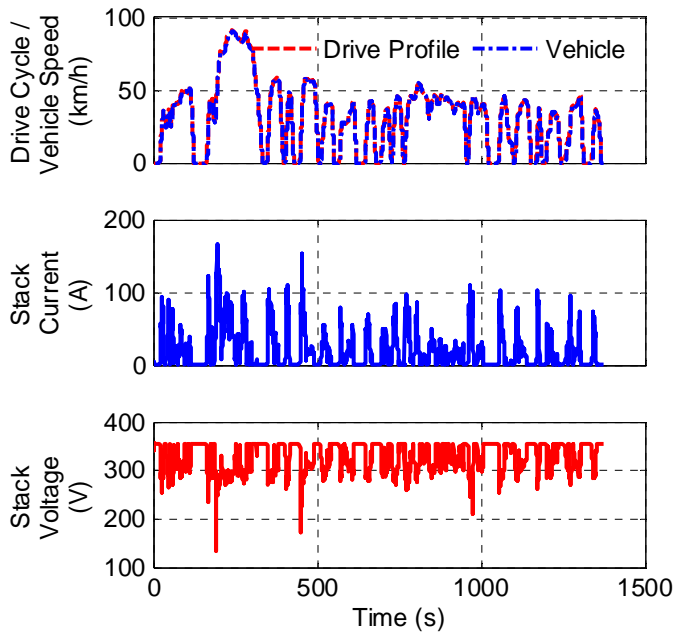 100
50
0
Drive Cycle /
Vehicle Speed
(km/h)
Drive Profile
Vehicle
200
100
0
Stack
Current
(A)
400
300
200
100
Stack
Voltage
(V)
0
500
1000
1500
Time (s)